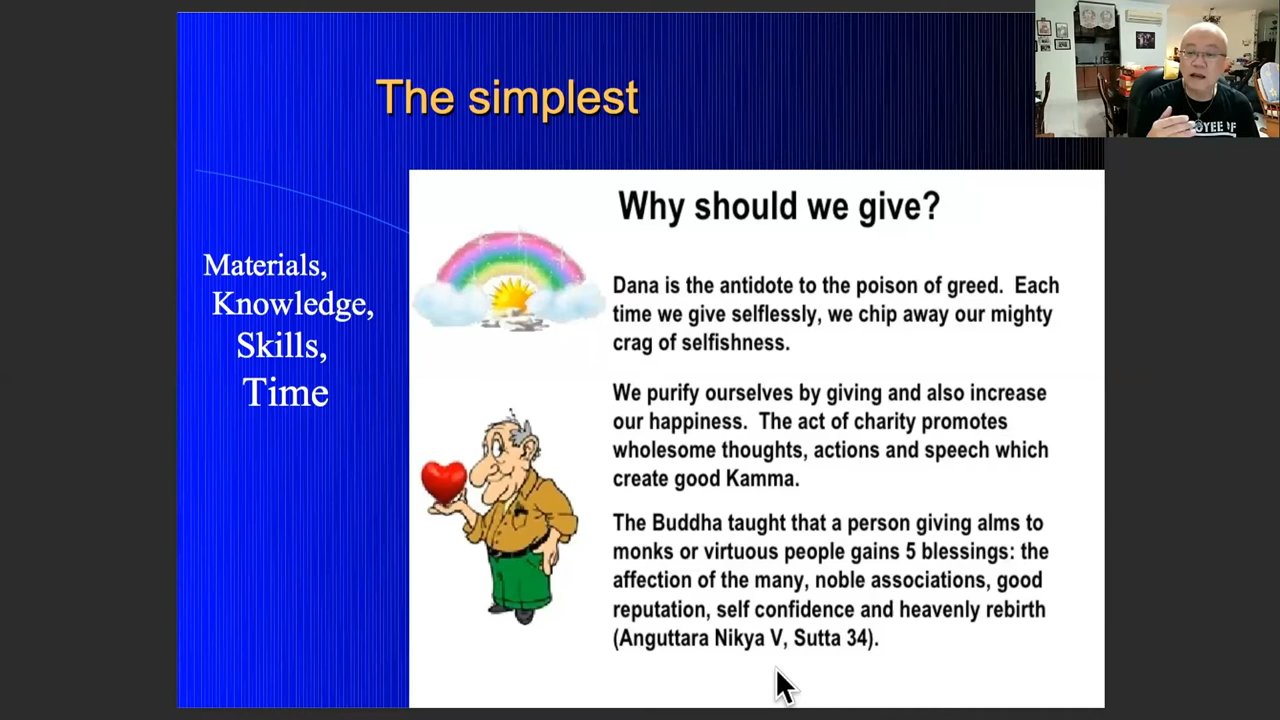 The simplest
Materials,
Knowledge,
Skills,
Time
Why should we give?
Dana is the antidote to the poison of greed. Each
time we give selflessly, we chip away our mighty
crag of selfishness.
We purify ourselves by giving and also increase
our happiness. The act of charity promotes
wholesome thoughts, actions and speech which
create good Kamma.
The Buddha taught that a person giving alms to
monks or virtuous people gains 5 blessings: the
affection of the many, noble associations, good
reputation, self confidence and heavenly rebirth
(Anguttara Nikya V, Sutta 34).
OYEE OF